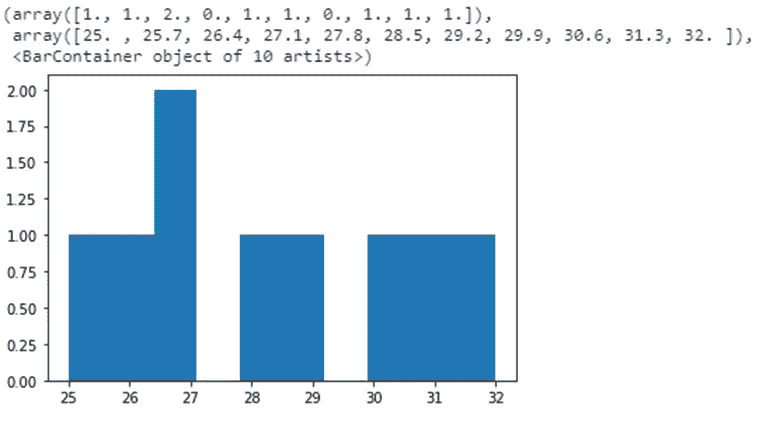 (array([1., 1., 2., 0., 1., 1., 0., 1., 1., 1.]),
array([25. , 25.7, 26.4, 27.1, 27.8, 28.5, 29.2, 29.9, 30.6, 31.3, 32. ]),
<BarContainer object of 10 artists>)
2.00
1.75
1.50
1.25
1.00
0.75
0.50
0.25
0.00
25 26 27 28 29 30 31 32